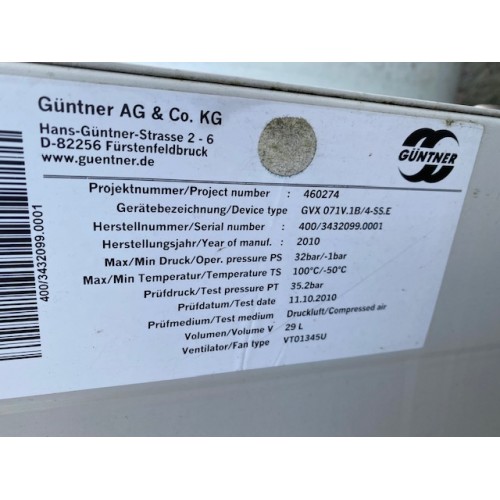 Güntner AG & Co. KG
Hans-Güntner-Strasse 2 - 6
D-82256 Fürstenfeldbruck
www.guentner.de
GÜNTNER
Projektnummer/Project number : 460274
Gerätebezeichnung/Device type GVX 071V.1B/4-SS.E
Herstellnummer/Serial number : 400/3432099.0001
Herstellungsjahr/Year of manuf. : 2010
Max/Min Druck/Oper. pressure PS 32bar/-1bar
Max/Min Temperatur/Temperature TS 100°C/-50°C
Prüfdruck/Test pressure PT 35.2bar
Prüfdatum/Test date 11.10.2010
Prüfmedium/Test medium Druckluft/Compressed air
Volumen/Volume V 29 L
Ventilator/Fan type VT01345U
400/3432099.0001